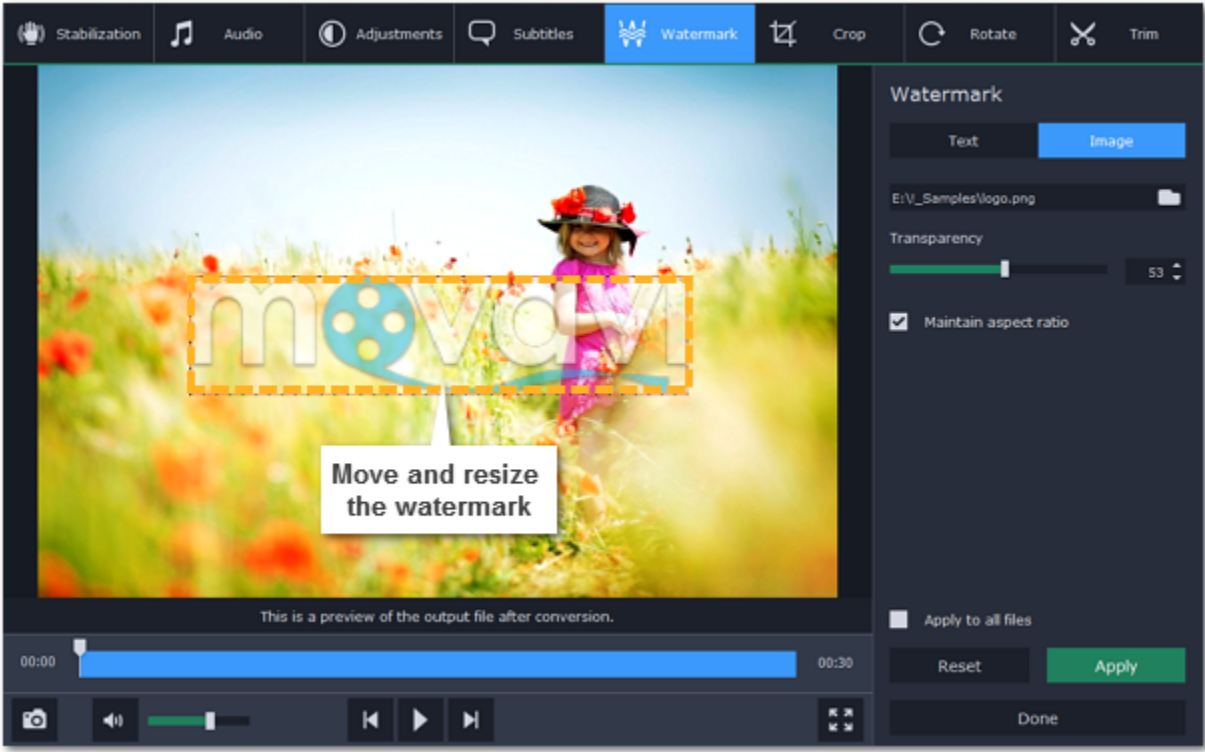 Stabilization
Audio
Adjustments
Subtitles
Watermark
Crop
Rotate
Trim
movavi
Move and resize
the watermark
This is a preview of the output file after conversion.
00:00
00:30
Watermark
Text
Image
E:\!_Samples\logo.png
Transparency
53
Maintain aspect ratio
Apply to all files
Reset
Apply
Done